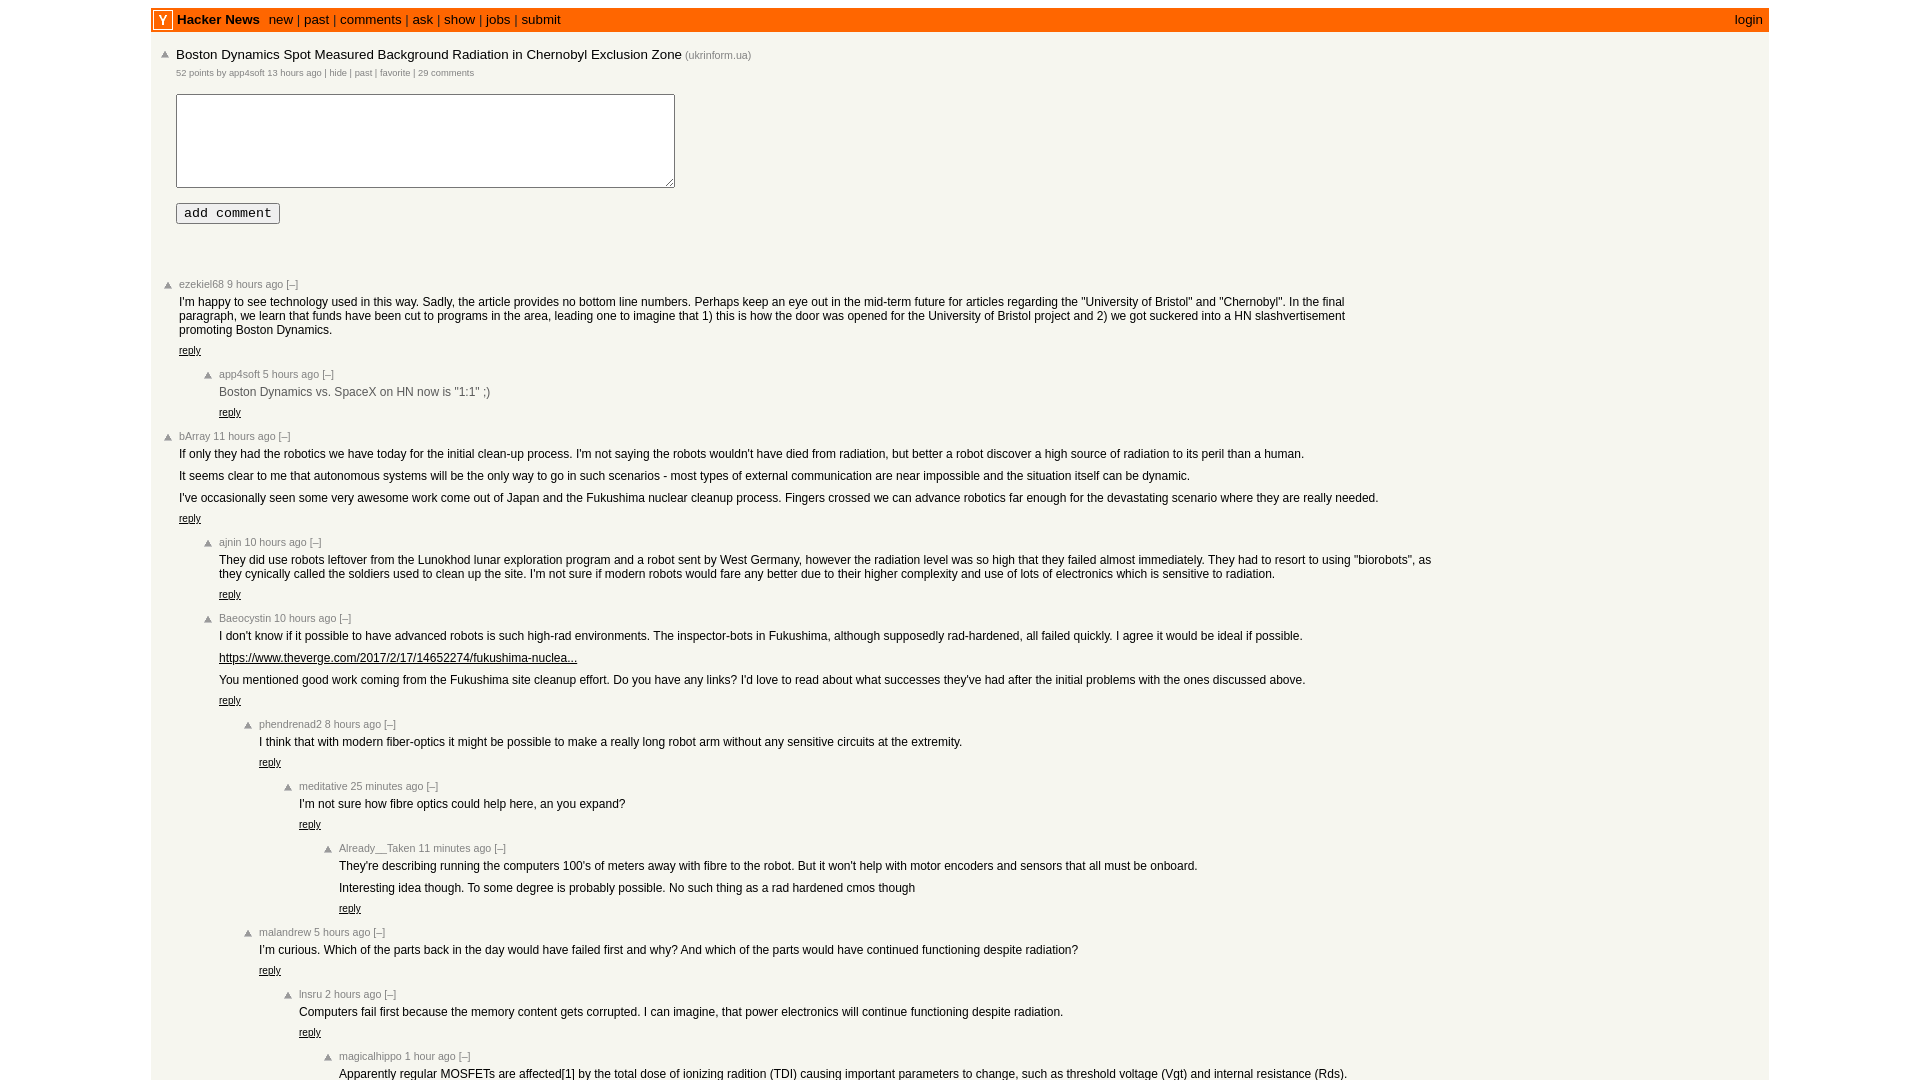 Y Hacker News new | past | comments | ask | show | jobs | submit login
Boston Dynamics Spot Measured Background Radiation in Chernobyl Exclusion Zone (ukrinform.ua)
52 points by app4soft 13 hours ago | hide | past | favorite | 29 comments
add comment
ezekiel68 9 hours ago [–]
I'm happy to see technology used in this way. Sadly, the article provides no bottom line numbers. Perhaps keep an eye out in the mid-term future for articles regarding the "University of Bristol" and "Chernobyl". In the final
paragraph, we learn that funds have been cut to programs in the area, leading one to imagine that 1) this is how the door was opened for the University of Bristol project and 2) we got suckered into a HN slashvertisement
promoting Boston Dynamics.
reply
app4soft 5 hours ago [–]
Boston Dynamics vs. SpaceX on HN now is "1:1" ;)
reply
bArray 11 hours ago [–]
If only they had the robotics we have today for the initial clean-up process. I'm not saying the robots wouldn't have died from radiation, but better a robot discover a high source of radiation to its peril than a human.
It seems clear to me that autonomous systems will be the only way to go in such scenarios - most types of external communication are near impossible and the situation itself can be dynamic.
I've occasionally seen some very awesome work come out of Japan and the Fukushima nuclear cleanup process. Fingers crossed we can advance robotics far enough for the devastating scenario where they are really needed.
reply
ajnin 10 hours ago [–]
They did use robots leftover from the Lunokhod lunar exploration program and a robot sent by West Germany, however the radiation level was so high that they failed almost immediately. They had to resort to using "biorobots", as
they cynically called the soldiers used to clean up the site. I'm not sure if modern robots would fare any better due to their higher complexity and use of lots of electronics which is sensitive to radiation.
reply
Baeocystin 10 hours ago [–]
I don't know if it possible to have advanced robots is such high-rad environments. The inspector-bots in Fukushima, although supposedly rad-hardened, all failed quickly. I agree it would be ideal if possible.
https://www.theverge.com/2017/2/17/14652274/fukushima-nuclea...
You mentioned good work coming from the Fukushima site cleanup effort. Do you have any links? I'd love to read about what successes they've had after the initial problems with the ones discussed above.
reply
phendrenad2 8 hours ago [–]
I think that with modern fiber-optics it might be possible to make a really long robot arm without any sensitive circuits at the extremity.
reply
meditative 25 minutes ago [–]
I'm not sure how fibre optics could help here, an you expand?
reply
Already__Taken 11 minutes ago [–]
They're describing running the computers 100's of meters away with fibre to the robot. But it won't help with motor encoders and sensors that all must be onboard.
Interesting idea though. To some degree is probably possible. No such thing as a rad hardened cmos though
reply
malandrew 5 hours ago [–]
I'm curious. Which of the parts back in the day would have failed first and why? And which of the parts would have continued functioning despite radiation?
reply
lnsru 2 hours ago [–]
Computers fail first because the memory content gets corrupted. I can imagine, that power electronics will continue functioning despite radiation.
reply
magicalhippo 1 hour ago [–]
Apparently regular MOSFETs are affected[1] by the total dose of ionizing radition (TDI) causing important parameters to change, such as threshold voltage (Vgt) and internal resistance (Rds).